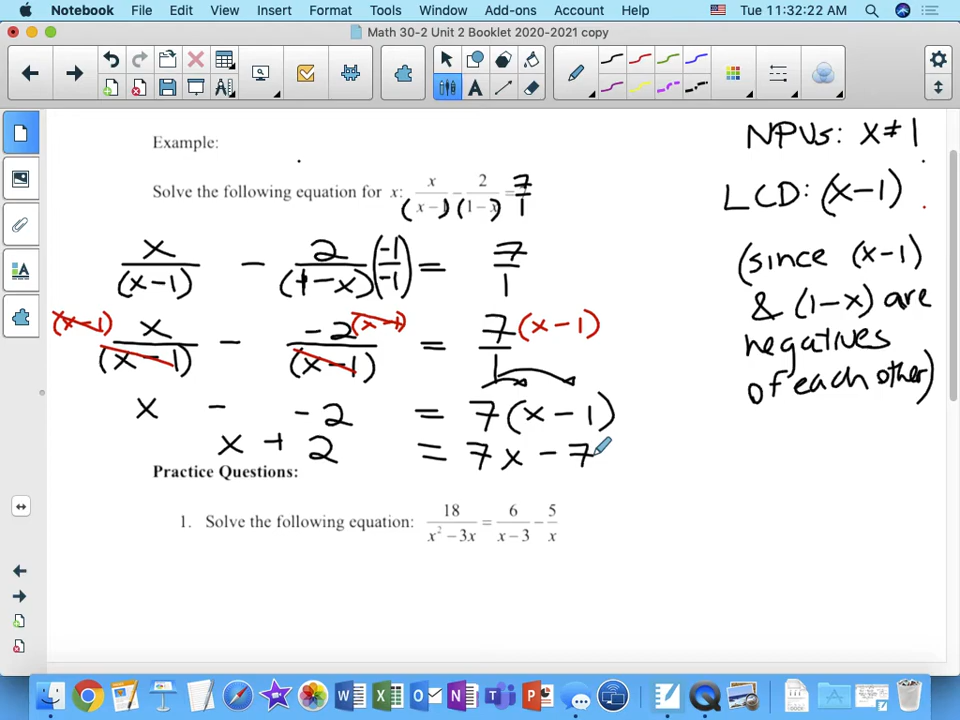 Notebook File Edit View Insert Format Tools Window Add-ons Account Help Tue 11:32:22 AM
Math 30-2 Unit 2 Booklet 2020-2021 copy
Example:
NPVs: x ≠ 1
Solve the following equation for x: x/(x - 1) - 2/(1 - x) = 7/1
LCD: (x-1)
x/(x-1) - 2/(1-x) (-1/-1) = 7/1
(since (x-1)
& (1-x) are
negatives
of each other)
(x-1) x/(x-1) - -2(x-1)/(x-1) = 7/1 (x-1)
x - -2 = 7(x-1)
x + 2 = 7x - 7
Practice Questions:
1. Solve the following equation: 18/(x² - 3x) = 6/(x - 3) - 5/x